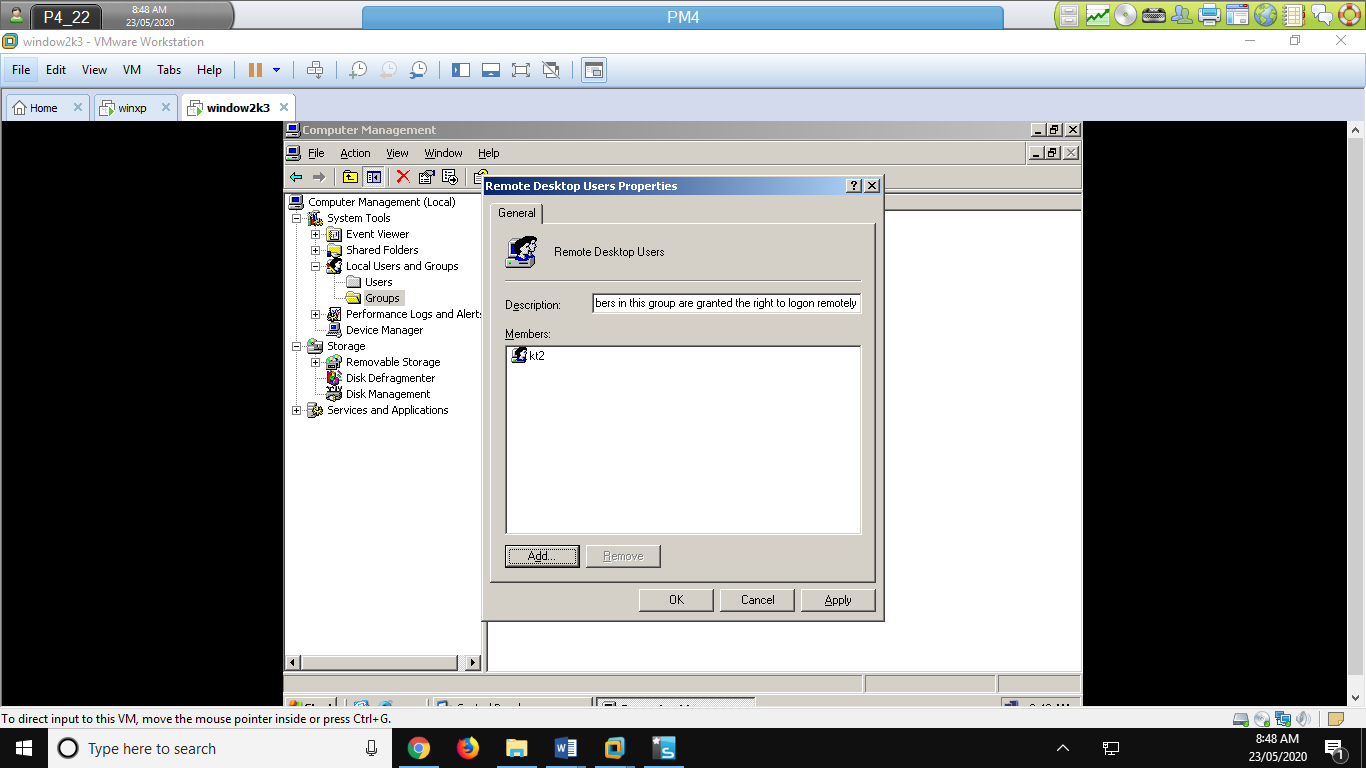 P4_22
8:48 AM
23/05/2020
PM4
window2k3 - VMware Workstation
File Edit View VM Tabs Help
Home winxp window2k3
Computer Management
File Action View Window Help
Remote Desktop Users Properties
General
Remote Desktop Users
Description: bers in this group are granted the right to logon remotely
Members:
kt2
Add... Remove
OK Cancel Apply
Computer Management (Local)
System Tools
Event Viewer
Shared Folders
Local Users and Groups
Users
Groups
Performance Logs and Alert
Device Manager
Storage
Removable Storage
Disk Defragmenter
Disk Management
Services and Applications
To direct input to this VM, move the mouse pointer inside or press Ctrl+G.
Type here to search
8:48 AM
23/05/2020
1